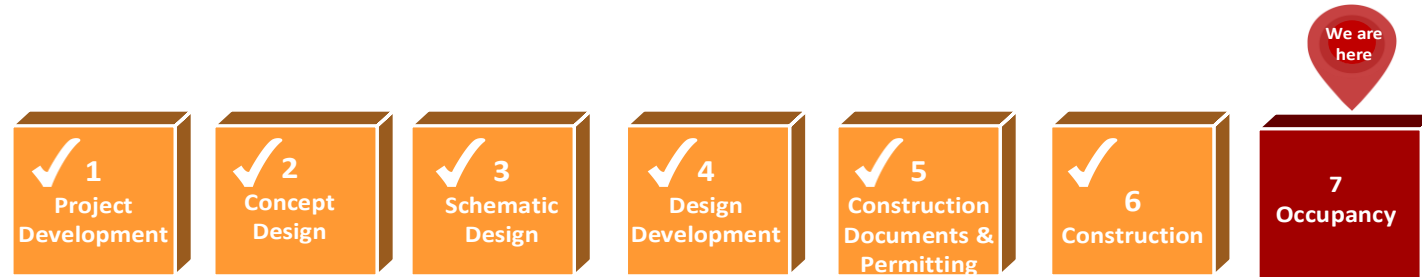 We are
here
1
Project
Development
2
Concept
Design
3
Schematic
Design
4
Design
Development
5
Construction
Documents &
Permitting
6
Construction
7
Occupancy